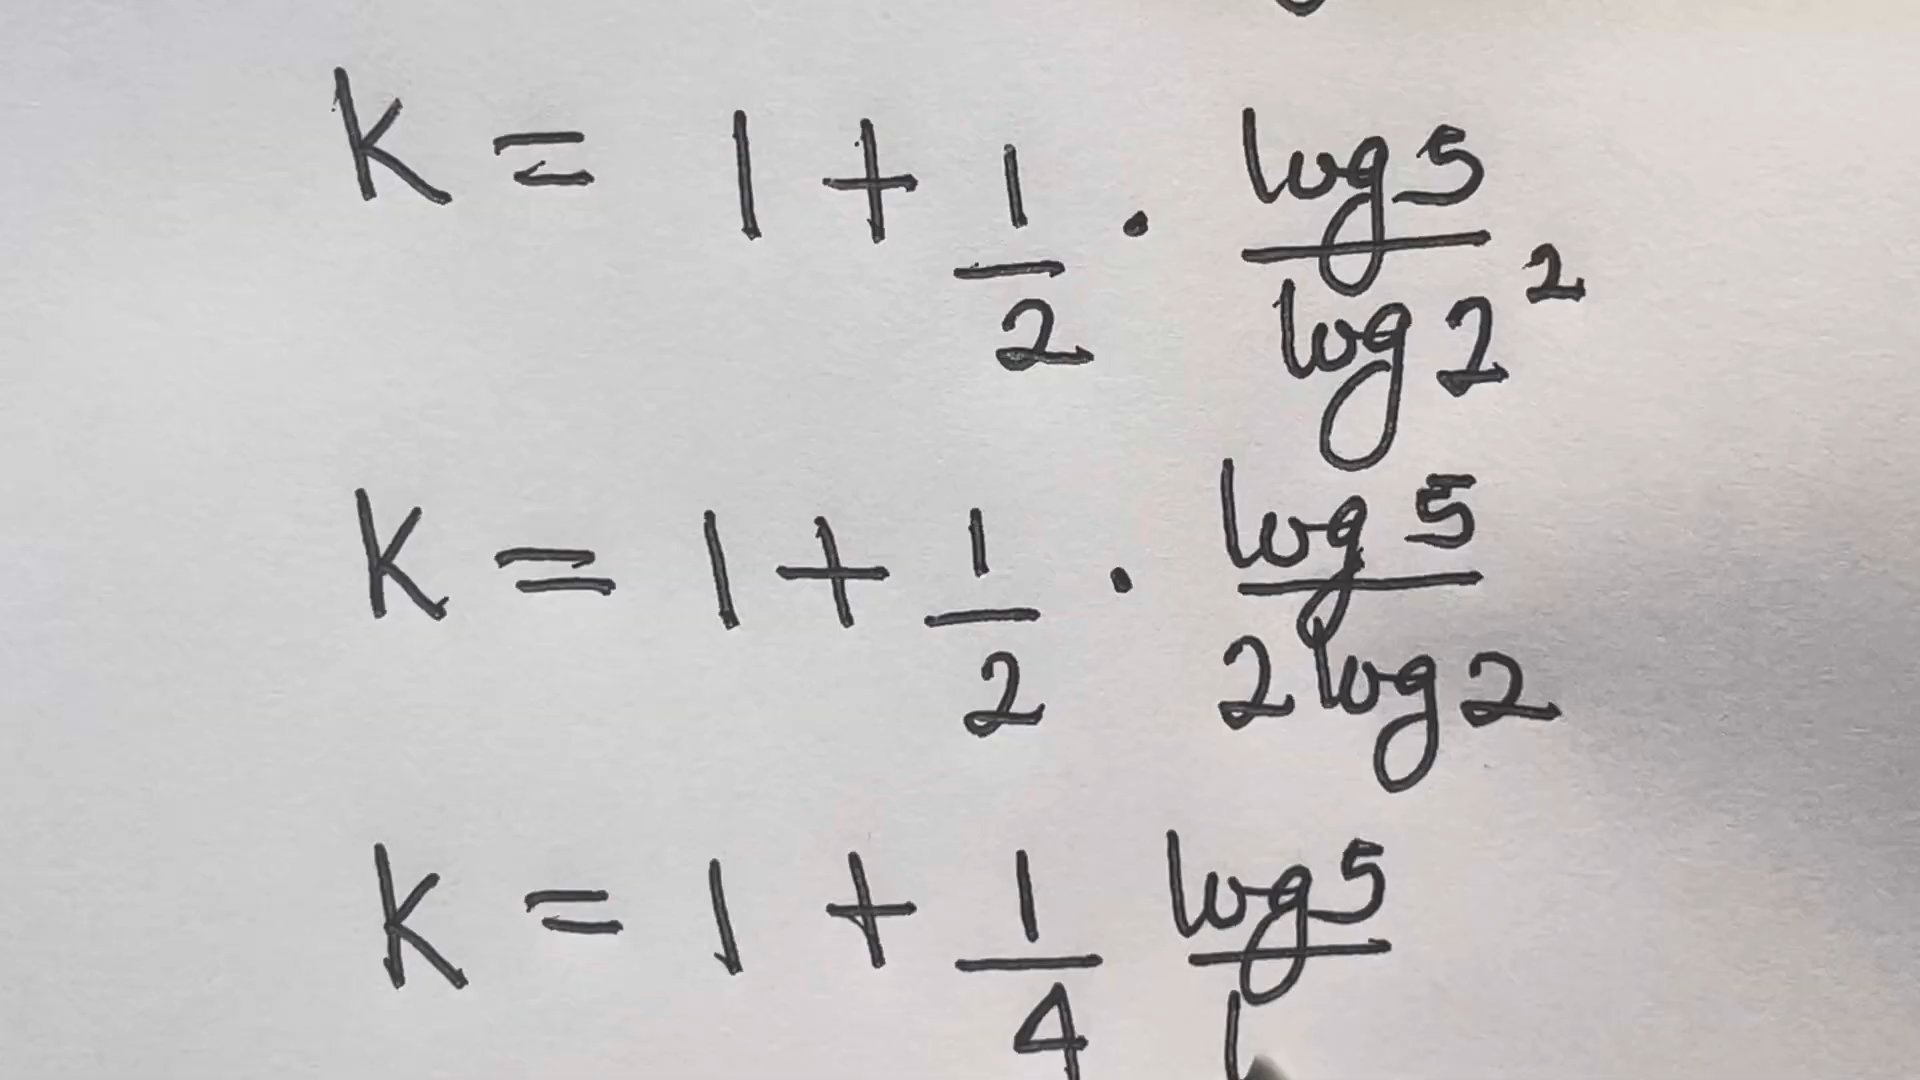 K = 1 + 1/2 · log 5 / log 2²
K = 1 + 1/2 · log 5 / 2 log 2
K = 1 + 1/4 log 5 / l